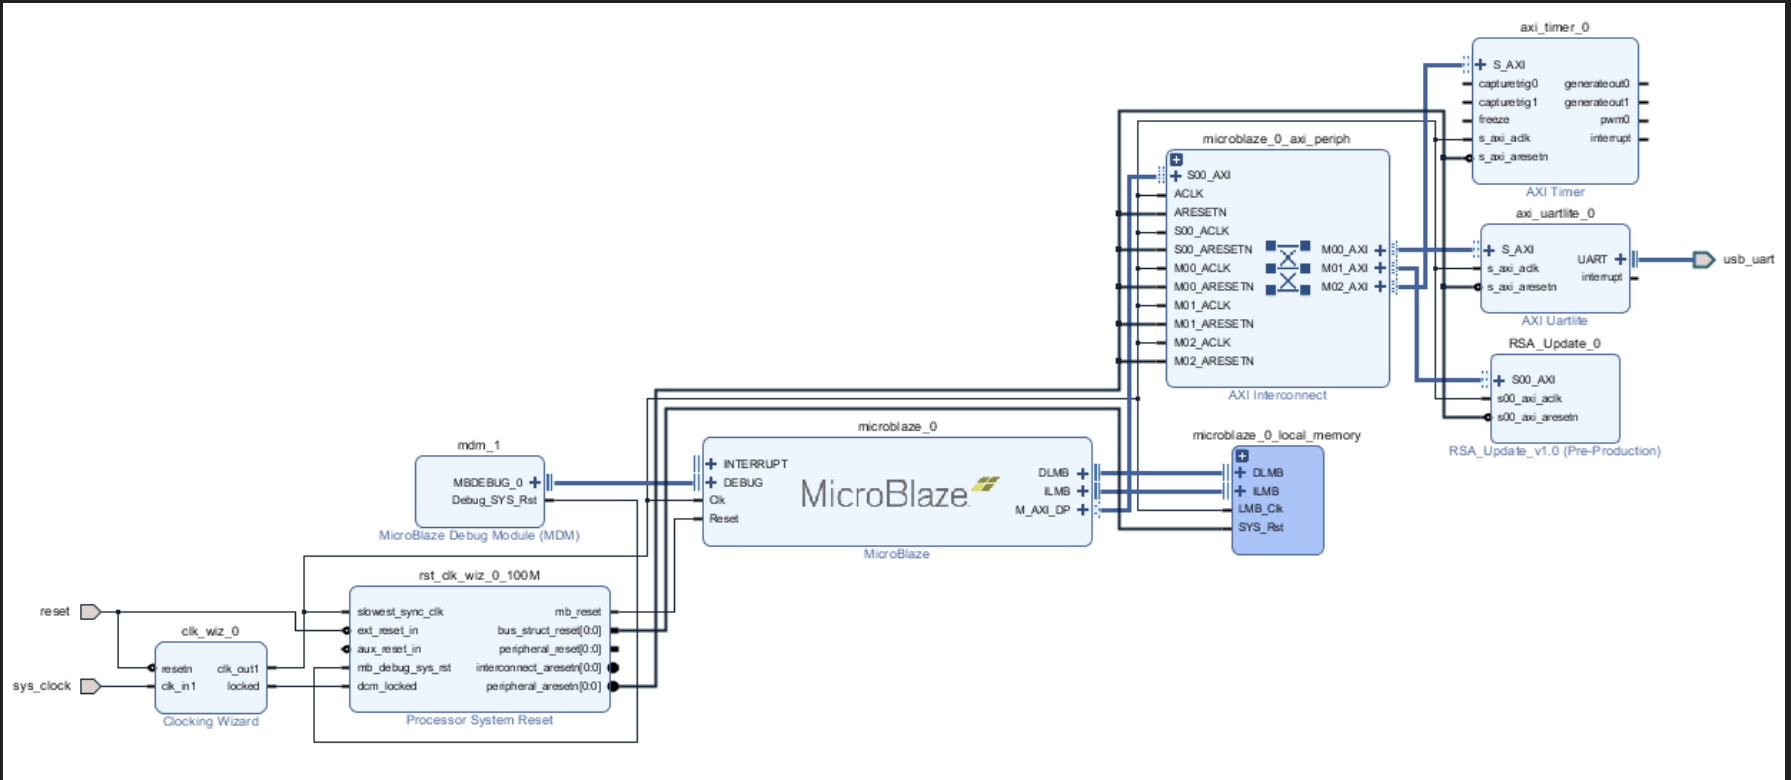 axi_timer_0
S_AXI
capturetrig0
generateout0
capturetrig1
generateout1
freeze
pwm0
s_axi_aclk
interrupt
s_axi_aresetn
AXI Timer
microblaze_0_axi_periph
S00_AXI
ACLK
ARESETN
S00_ACLK
S00_ARESETN
M00_ACLK
M00_ARESETN
M01_ACLK
M01_ARESETN
M02_ACLK
M02_ARESETN
M00_AXI
M01_AXI
M02_AXI
AXI Interconnect
axi_uartlite_0
S_AXI
s_axi_aclk
s_axi_aresetn
UART
interrupt
AXI Uartlite
usb_uart
RSA_Update_0
S00_AXI
s00_axi_aclk
s00_axi_aresetn
RSA_Update_v1.0 (Pre-Production)
microblaze_0
INTERRUPT
DEBUG
Clk
Reset
MicroBlaze
DLMB
ILMB
M_AXI_DP
MicroBlaze
microblaze_0_local_memory
DLMB
ILMB
LMB_Clk
SYS_Rst
mdm_1
MBDEBUG_0
Debug_SYS_Rst
MicroBlaze Debug Module (MDM)
rst_clk_wiz_0_100M
slowest_sync_clk
ext_reset_in
aux_reset_in
mb_debug_sys_rst
dcm_locked
mb_reset
bus_struct_reset[0:0]
peripheral_reset[0:0]
interconnect_aresetn[0:0]
peripheral_aresetn[0:0]
Processor System Reset
reset
sys_clock
clk_wiz_0
resetn
clk_in1
clk_out1
locked
Clocking Wizard